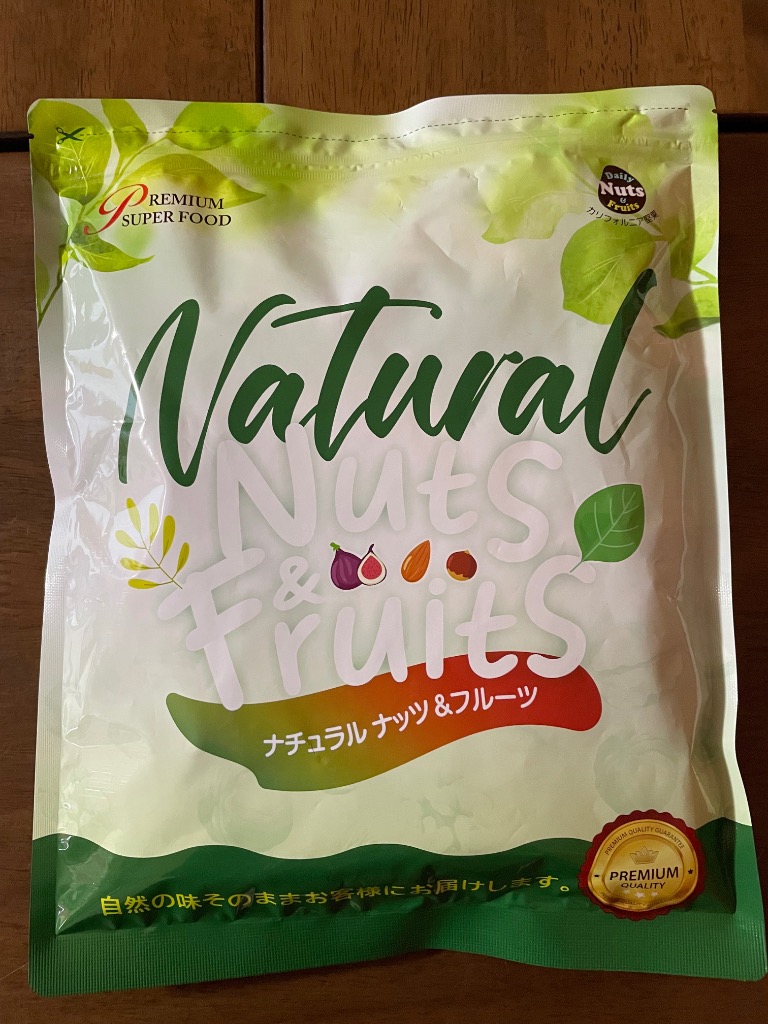 PREMIUM
SUPER FOOD
Daily
Nuts
&
Fruits
カリフォルニア堅果
Natural
Nuts
&
Fruits
ナチュラル ナッツ&フルーツ
自然の味そのままお客様にお届けします。
PREMIUM QUALITY GUARANTEE
PREMIUM
QUALITY